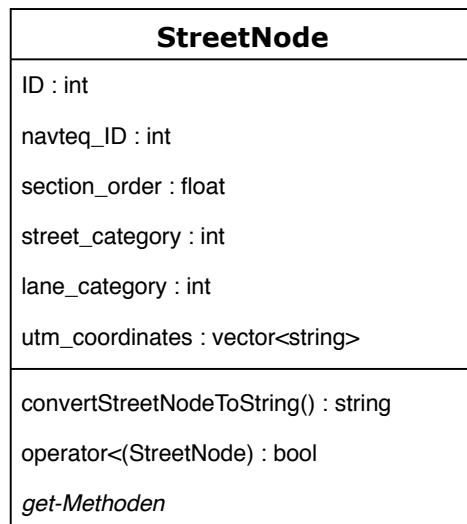 StreetNode
ID : int
navteq_ID : int
section_order : float
street_category : int
lane_category : int
utm_coordinates : vector<string>
convertStreetNodeToString() : string
operator<(StreetNode) : bool
get-Methoden